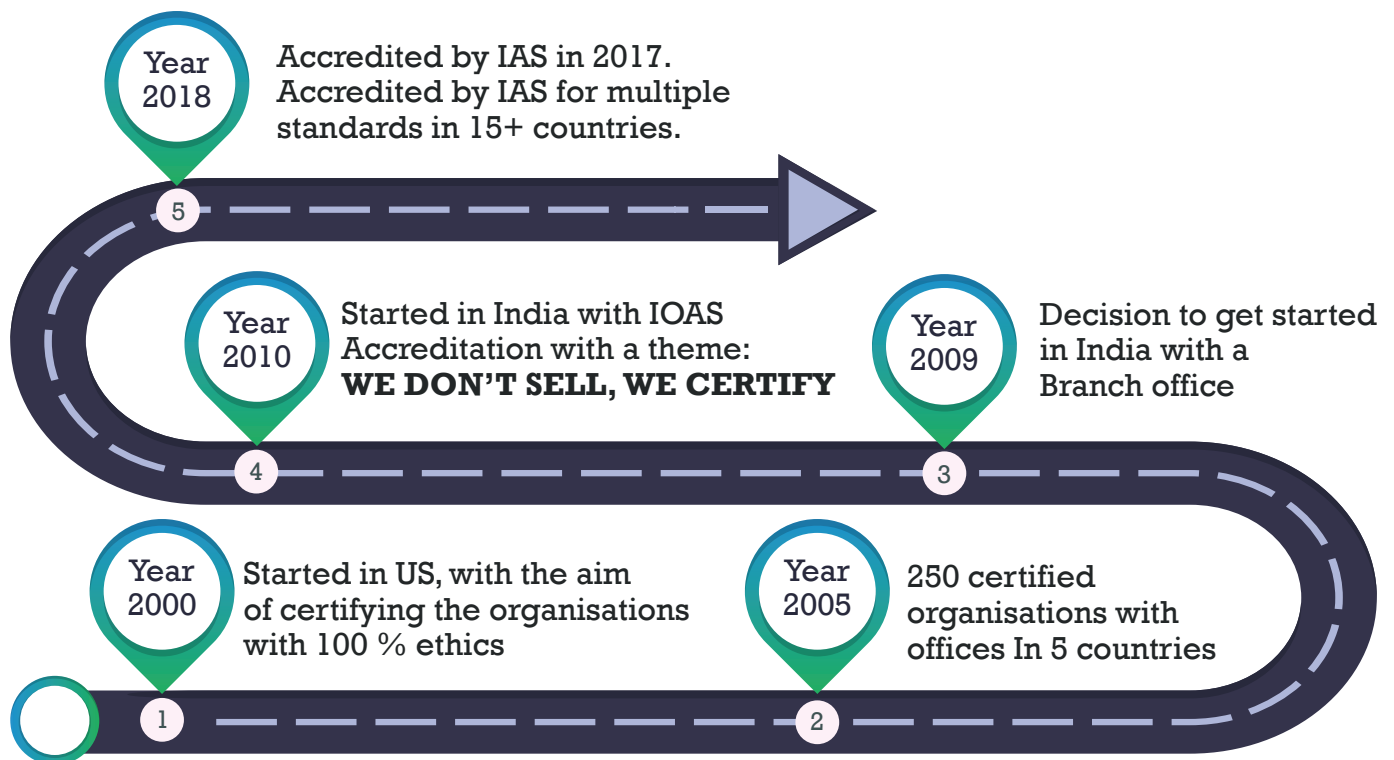 Year
2018
Accredited by IAS in 2017.
Accredited by IAS for multiple
standards in 15+ countries.
5
Year
2010
Started in India with IOAS
Accreditation with a theme:
WE DON’T SELL, WE CERTIFY
4
Year
2009
Decision to get started
in India with a
Branch office
3
Year
2000
Started in US, with the aim
of certifying the organisations
with 100 % ethics
1
Year
2005
250 certified
organisations with
offices In 5 countries
2